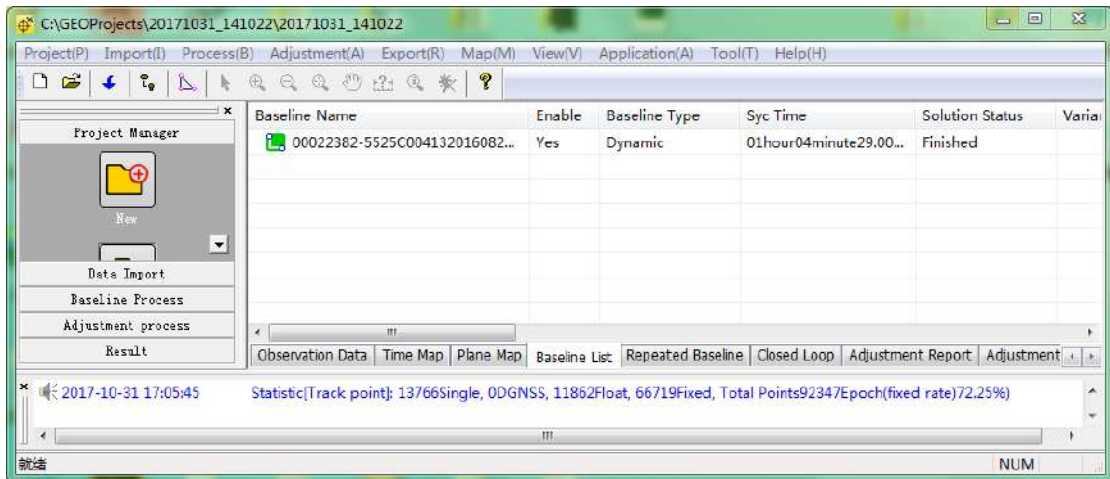 C:\GEOProjects\20171031_141022\20171031_141022
Project(P) Import(I) Process(B) Adjustment(A) Export(R) Map(M) View(V) Application(A) Tool(T) Help(H)
Project Manager
New
Data Import
Baseline Process
Adjustment process
Result
Baseline Name Enable Baseline Type Syc Time Solution Status Varia
00022382-5525C004132016082... Yes Dynamic 01hour04minute29.00... Finished
Observation Data Time Map Plane Map Baseline List Repeated Baseline Closed Loop Adjustment Report Adjustment
2017-10-31 17:05:45 Statistic[Track point]: 13766Single, 0DGNSS, 11862Float, 66719Fixed, Total Points92347Epoch(fixed rate)72.25%)
就绪 NUM